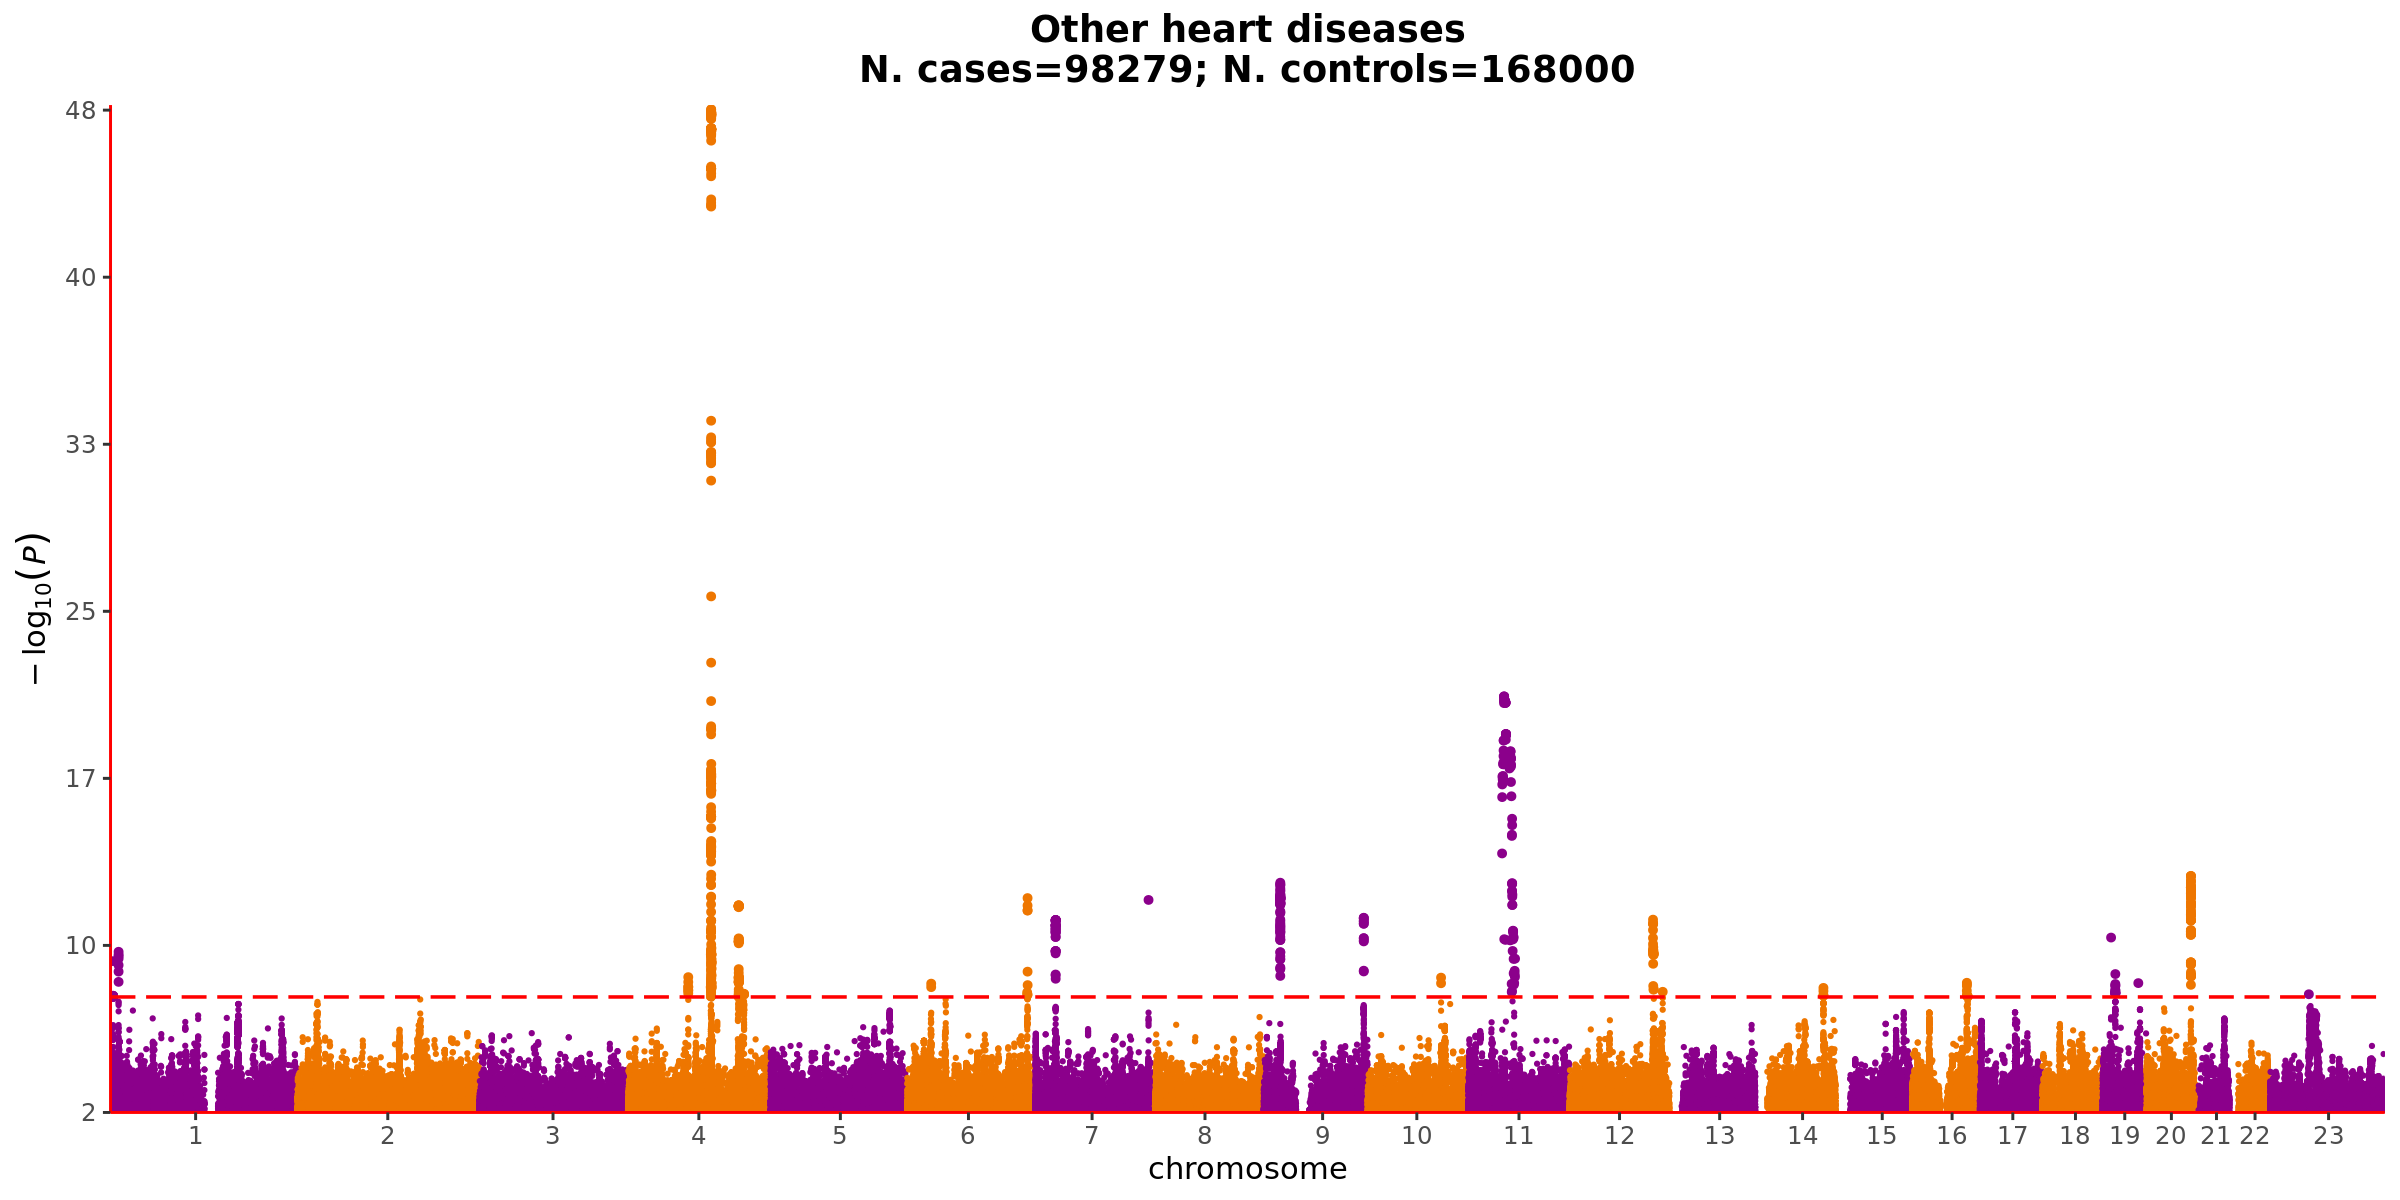 Other heart diseases
N. cases=98279; N. controls=168000
48
40
33
25
17
10
2
−log₁₀(P)
1 2 3 4 5 6 7 8 9 10 11 12 13 14 15 16 17 18 19 20 21 22 23
chromosome